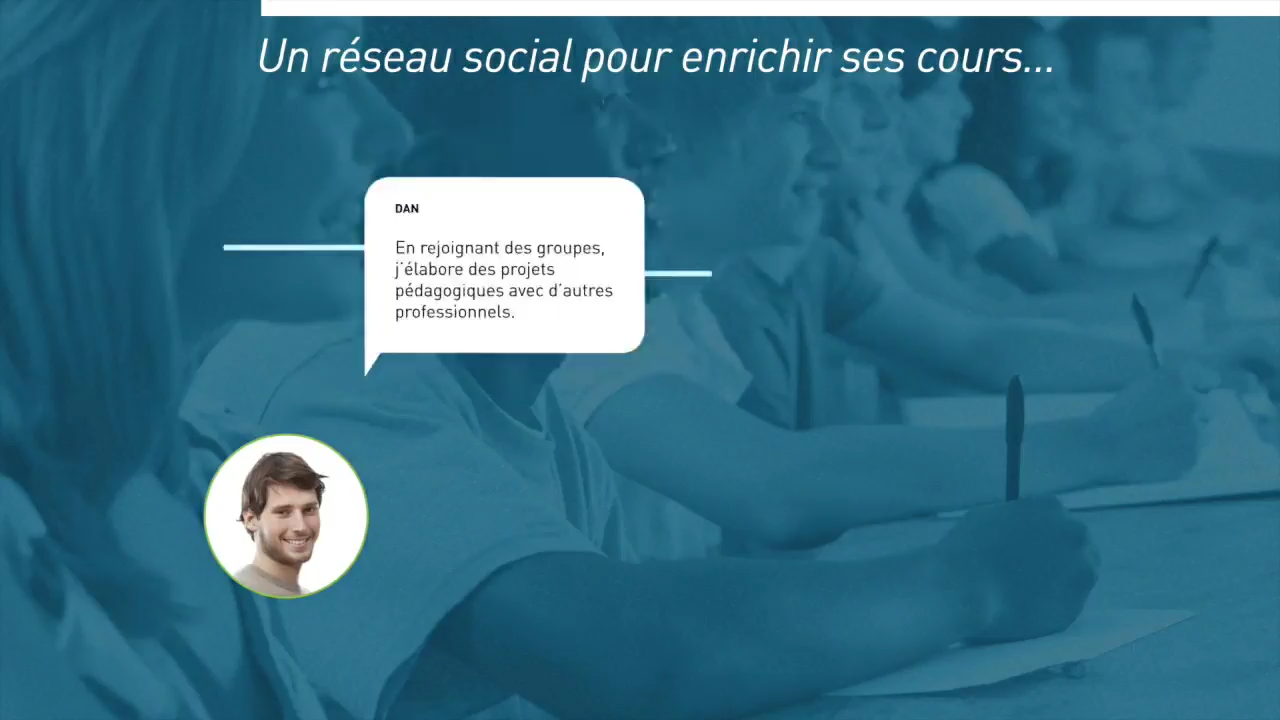 Un réseau social pour enrichir ses cours...
DAN
En rejoignant des groupes,
j'élabore des projets
pédagogiques avec d'autres
professionnels.